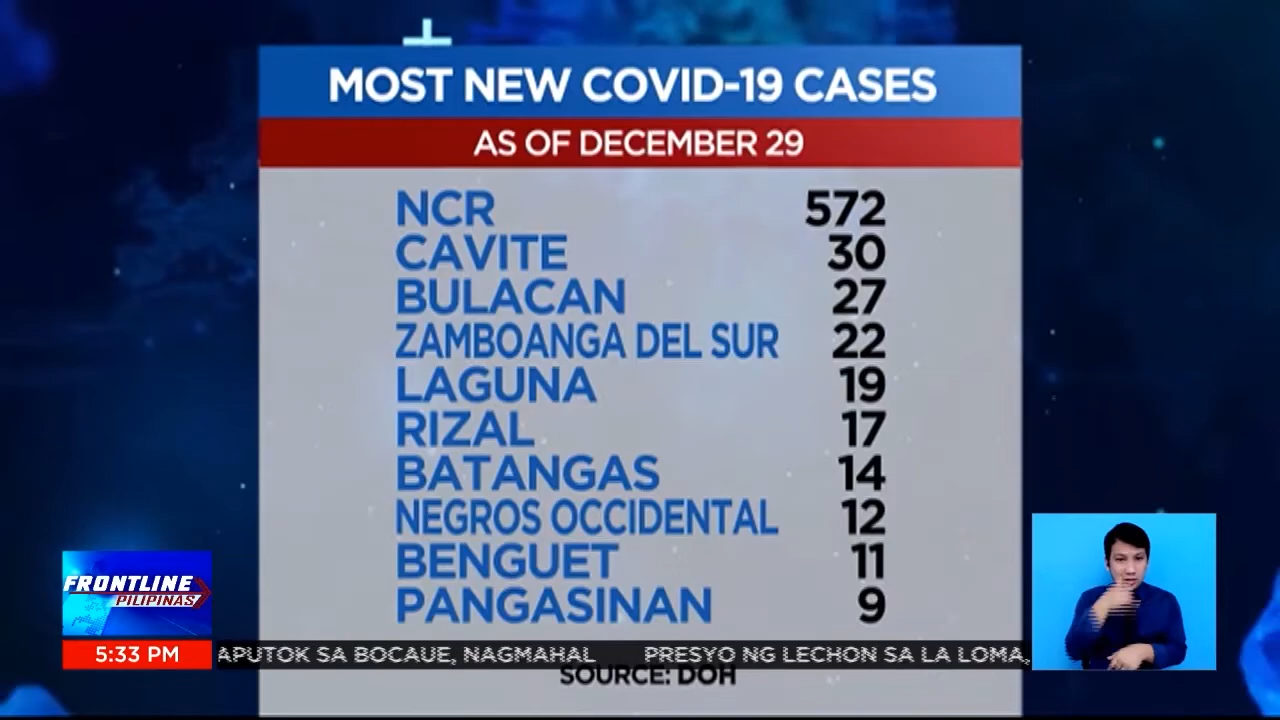 MOST NEW COVID-19 CASES
AS OF DECEMBER 29
NCR 572
CAVITE 30
BULACAN 27
ZAMBOANGA DEL SUR 22
LAGUNA 19
RIZAL 17
BATANGAS 14
NEGROS OCCIDENTAL 12
BENGUET 11
PANGASINAN 9
FRONTLINE
PILIPINAS
5:33 PM APUTOK SA BOCAUE, NAGMAHAL PRESYO NG LECHON SA LA LOMA,
SOURCE: DOH